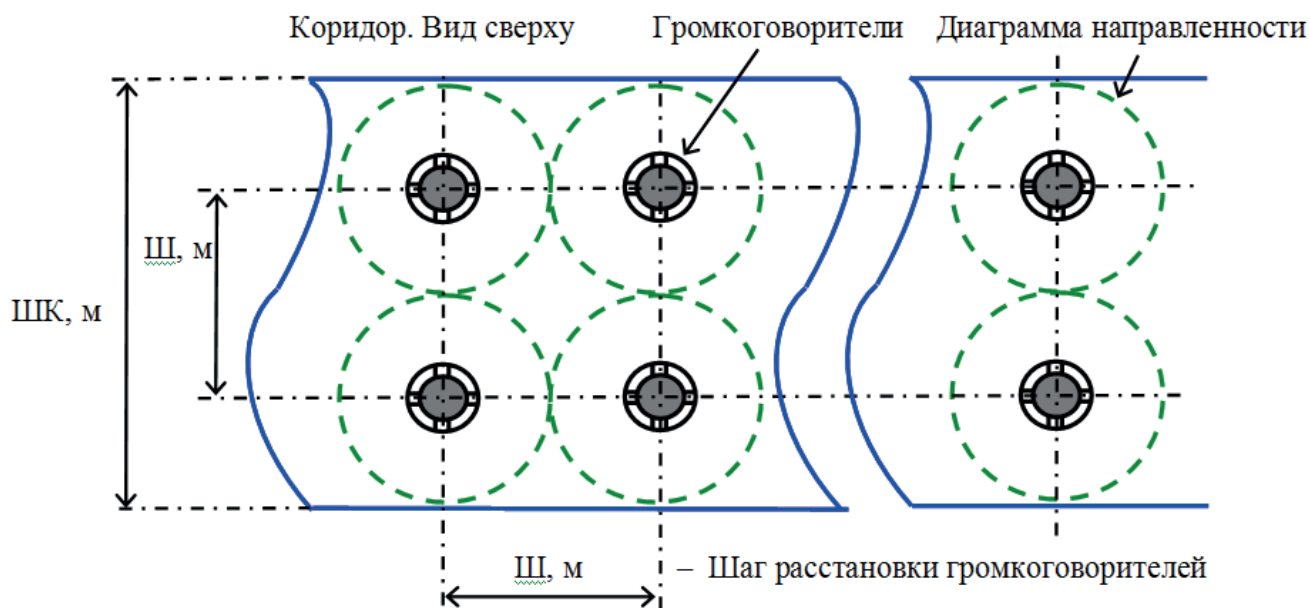 Коридор. Вид сверху
Громкоговорители
Диаграмма направленности
Ш, м
ШК, м
Ш, м – Шаг расстановки громкоговорителей